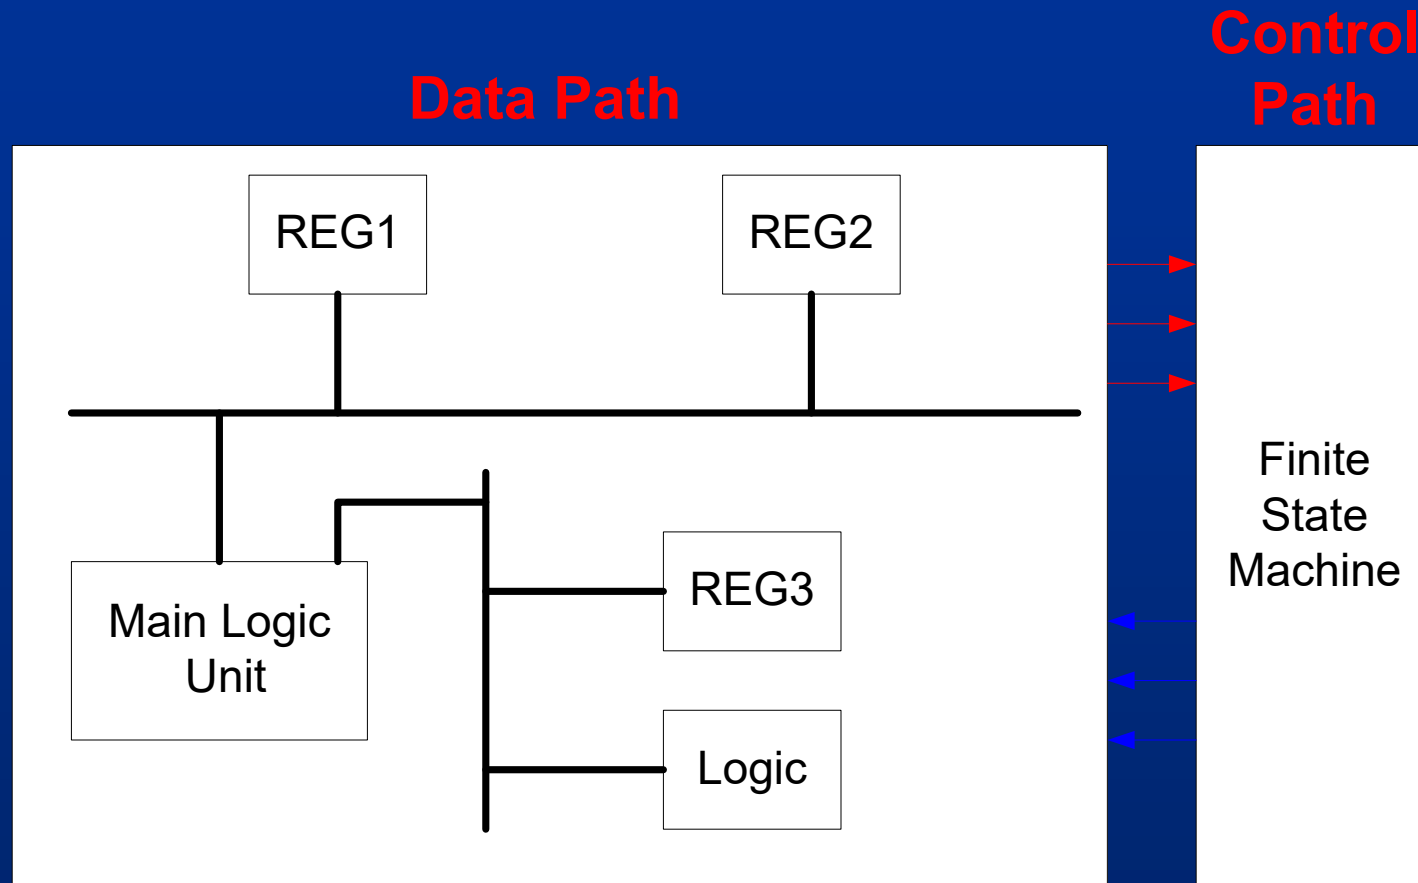 Control
Path
Data Path
REG1
REG2
Finite
State
Machine
REG3
Main Logic
Unit
Logic